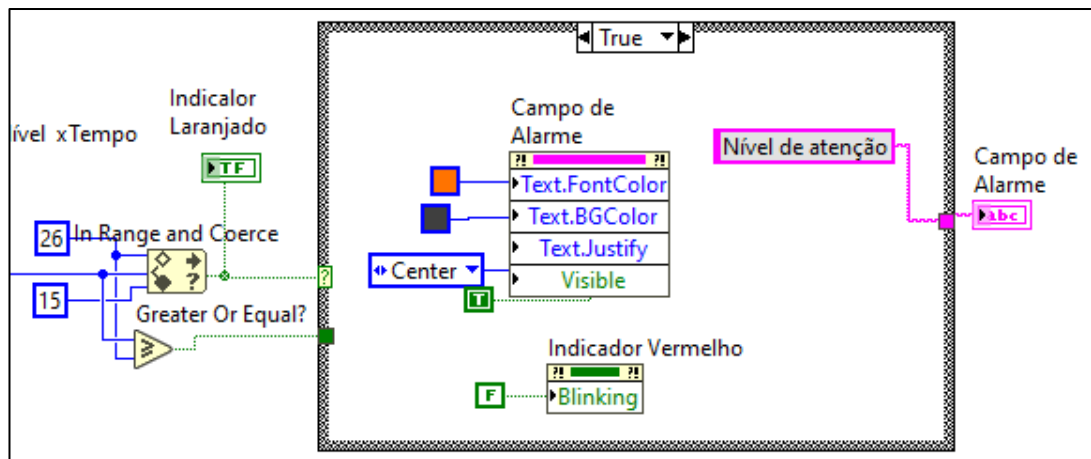 True
Indicalor
Laranjado
ível xTempo
TF
26
In Range and Coerce
?
15
Greater Or Equal?
≥
?
Campo de
Alarme
?! ?!
Text.FontColor
Text.BGColor
Text.Justify
Center
Visible
T
Indicador Vermelho
?! ?!
F
Blinking
Nível de atenção
Campo de
Alarme
abc